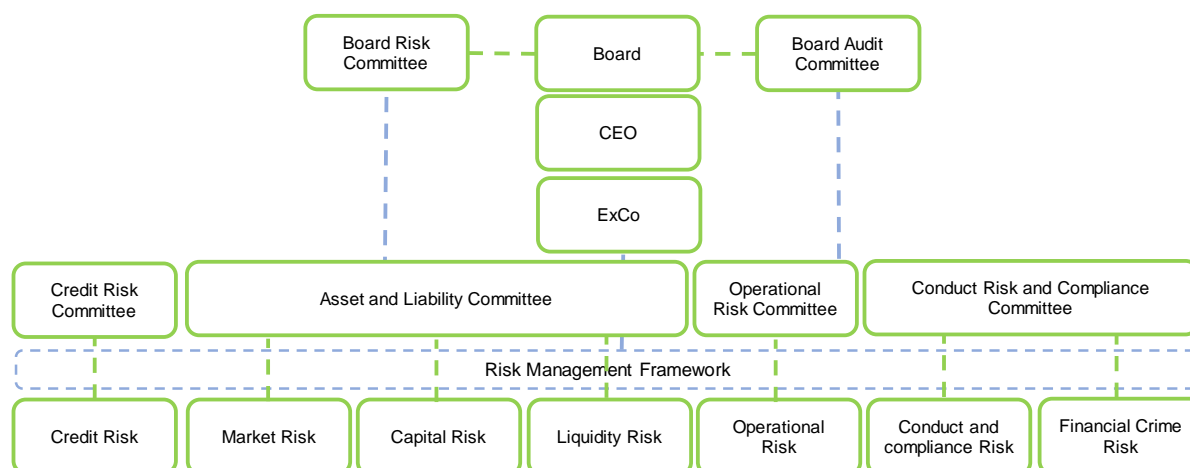 Board Risk
Committee
Board
Board Audit
Committee
CEO
ExCo
Credit Risk
Committee
Asset and Liability Committee
Operational
Risk Committee
Conduct Risk and Compliance
Committee
Risk Management Framework
Credit Risk
Market Risk
Capital Risk
Liquidity Risk
Operational
Risk
Conduct and
compliance Risk
Financial Crime
Risk